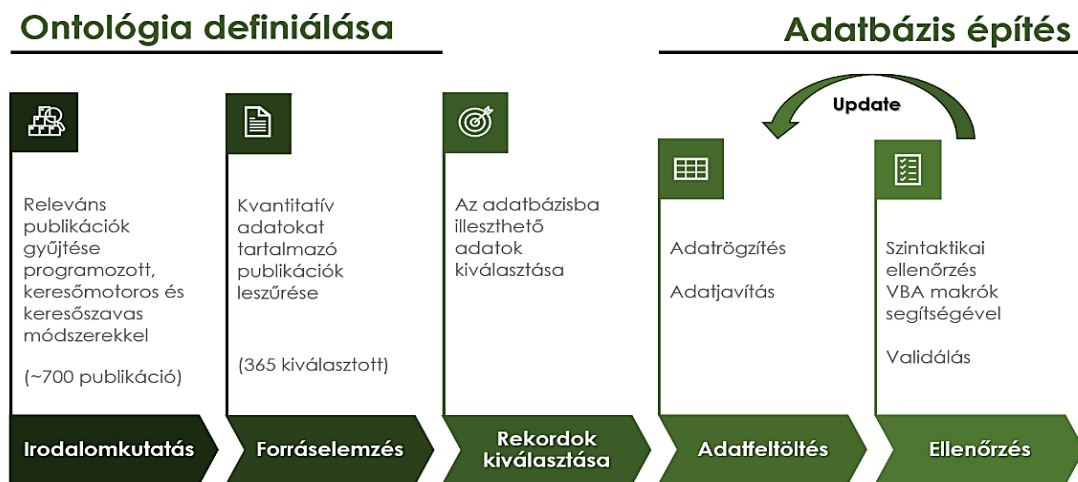 Ontológia definiálása
Adatbázis építés
Update
Releváns
publikációk
gyűjtése
programozott,
keresőmotoros és
keresőszavas
módszerekkel
(~700 publikáció)
Kvantitatív
adatokat
tartalmazó
publikációk
leszűrése
(365 kiválasztott)
Az adatbázisba
illeszthető
adatok
kiválasztása
Adatrögzítés
Adatjavítás
Szintaktikai
ellenőrzés
VBA makrók
segítségével
Validálás
Irodalomkutatás
Forráselemzés
Rekordok
kiválasztása
Adatfeltöltés
Ellenőrzés